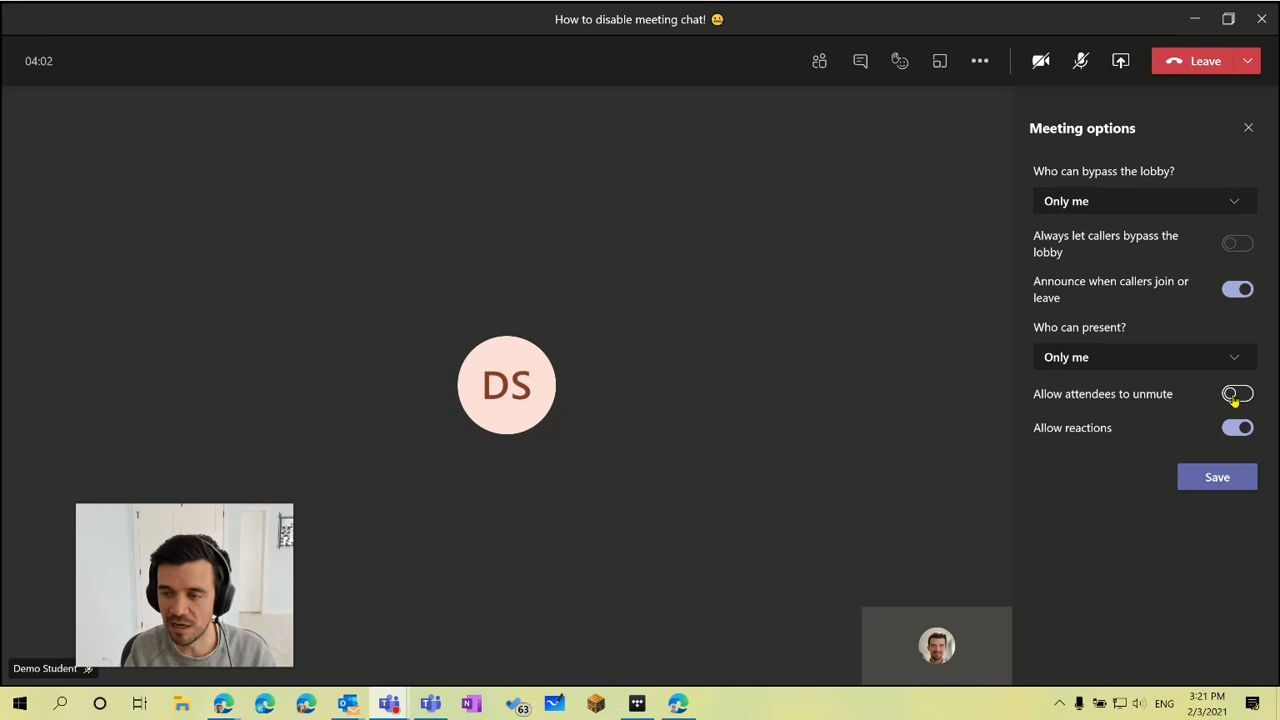 How to disable meeting chat!
04:02
Leave
Meeting options
Who can bypass the lobby?
Only me
Always let callers bypass the
lobby
Announce when callers join or
leave
Who can present?
Only me
Allow attendees to unmute
Allow reactions
Save
DS
Demo Student
63
ENG
3:21 PM
2/3/2021